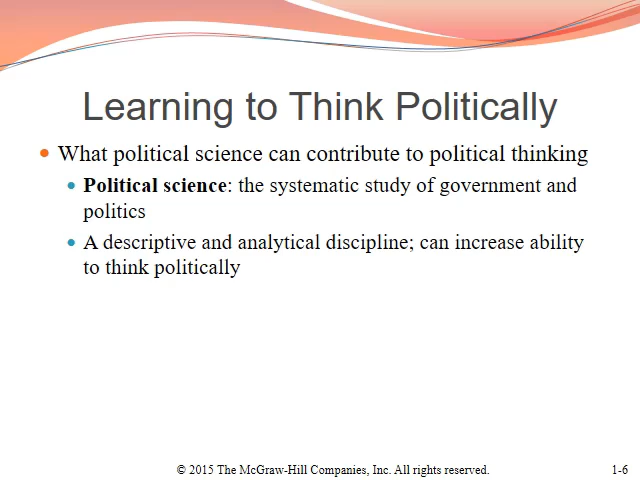 Learning to Think Politically
What political science can contribute to political thinking
Political science: the systematic study of government and
politics
A descriptive and analytical discipline; can increase ability
to think politically
© 2015 The McGraw-Hill Companies, Inc. All rights reserved.
1-6